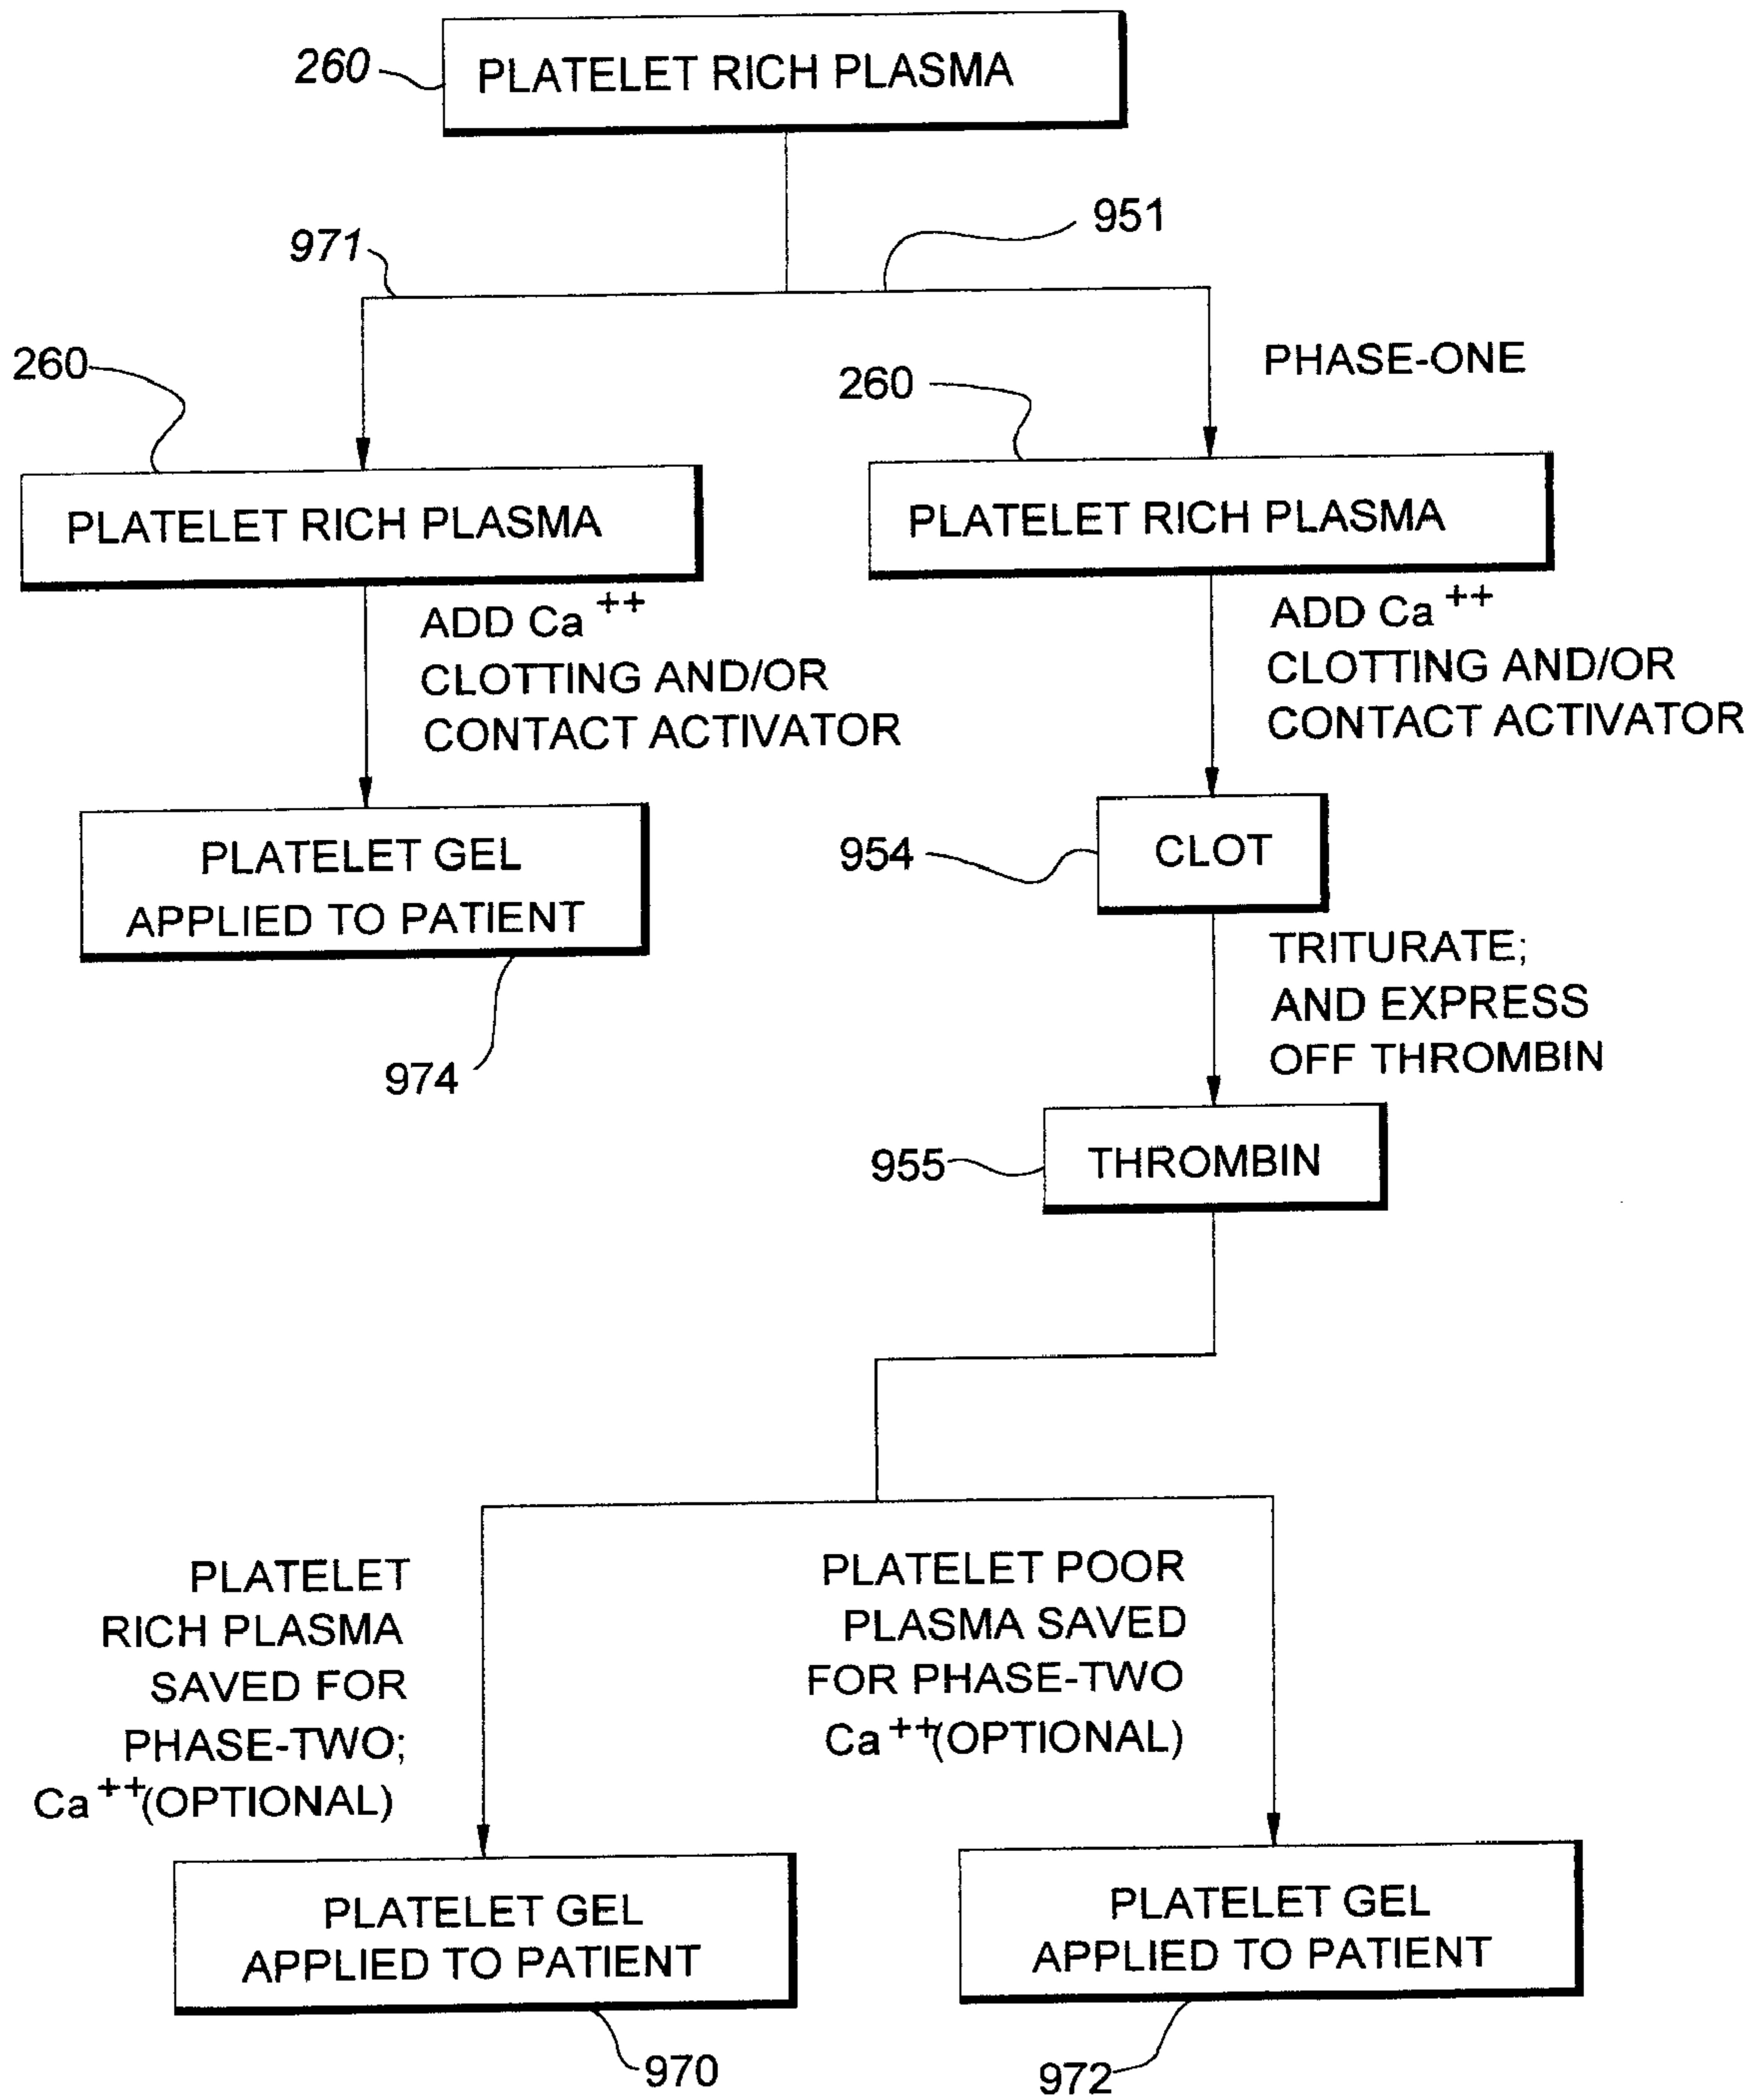 260
PLATELET RICH PLASMA
951
971
PHASE-ONE
260
260
PLATELET RICH PLASMA
PLATELET RICH PLASMA
ADD Ca++
CLOTTING AND/OR
CONTACT ACTIVATOR
ADD Ca++
CLOTTING AND/OR
CONTACT ACTIVATOR
PLATELET GEL
APPLIED TO PATIENT
974
954
CLOT
TRITURATE;
AND EXPRESS
OFF THROMBIN
955
THROMBIN
PLATELET
RICH PLASMA
SAVED FOR
PHASE-TWO;
Ca++(OPTIONAL)
PLATELET POOR
PLASMA SAVED
FOR PHASE-TWO
Ca++(OPTIONAL)
PLATELET GEL
APPLIED TO PATIENT
970
PLATELET GEL
APPLIED TO PATIENT
972